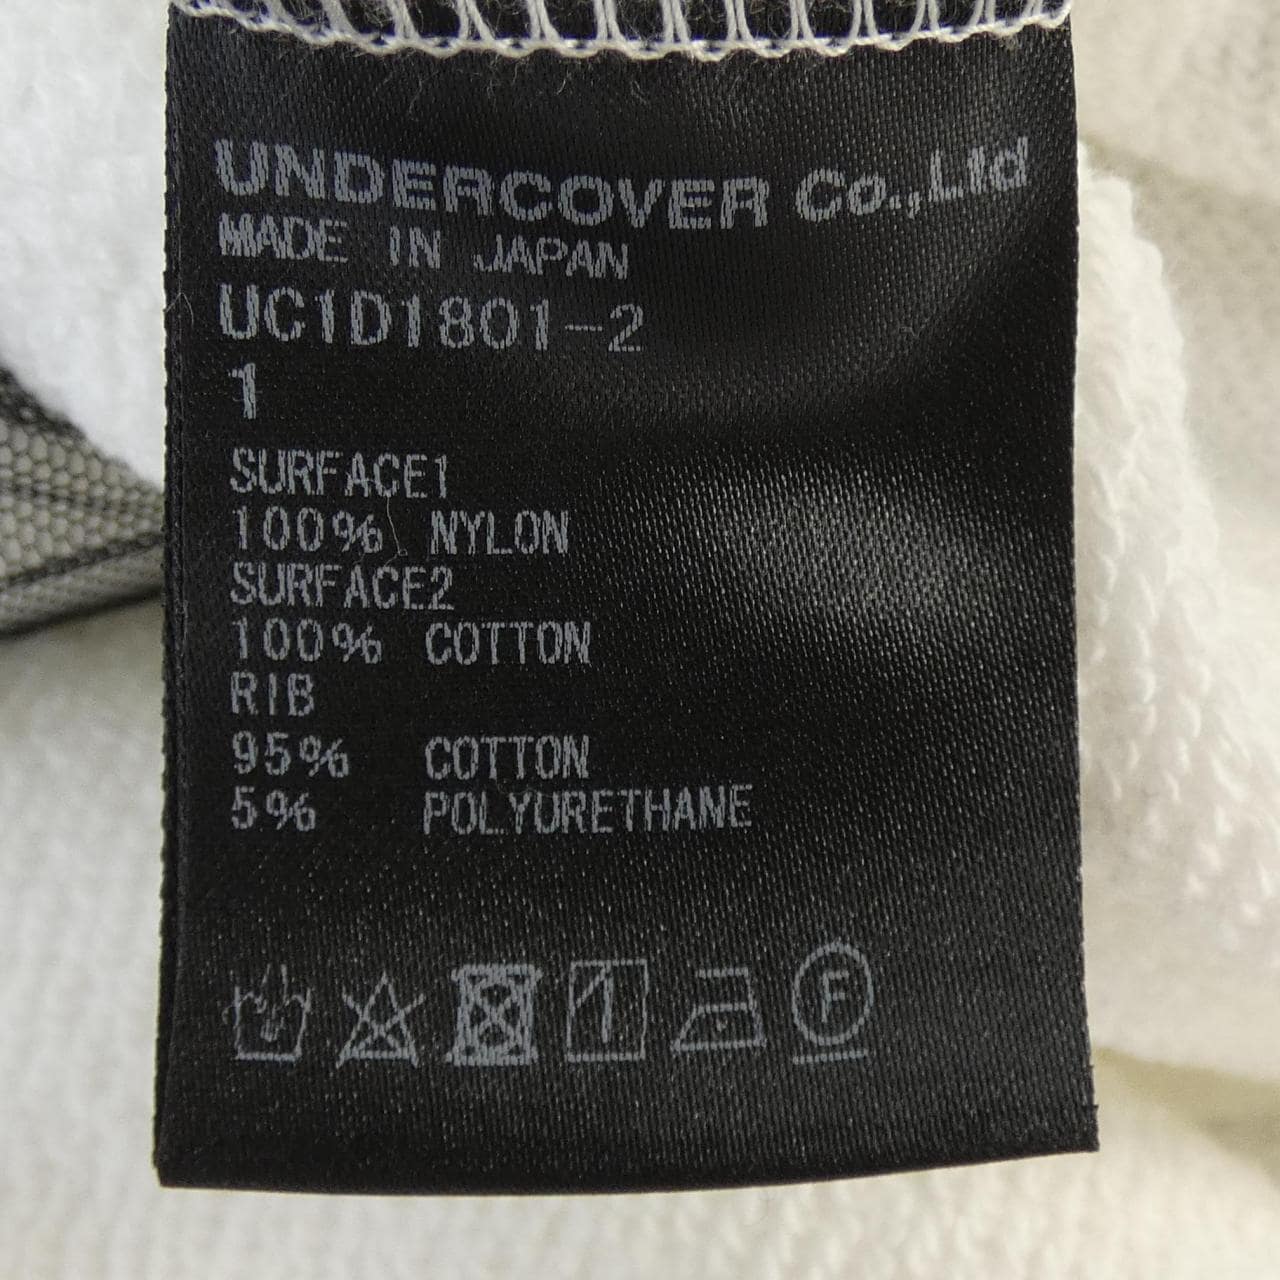 UNDERCOVER Co.,Ltd
MADE IN JAPAN
UC1D1801-2
1
SURFACE1
100% NYLON
SURFACE2
100% COTTON
RIB
95% COTTON
5% POLYURETHANE
F